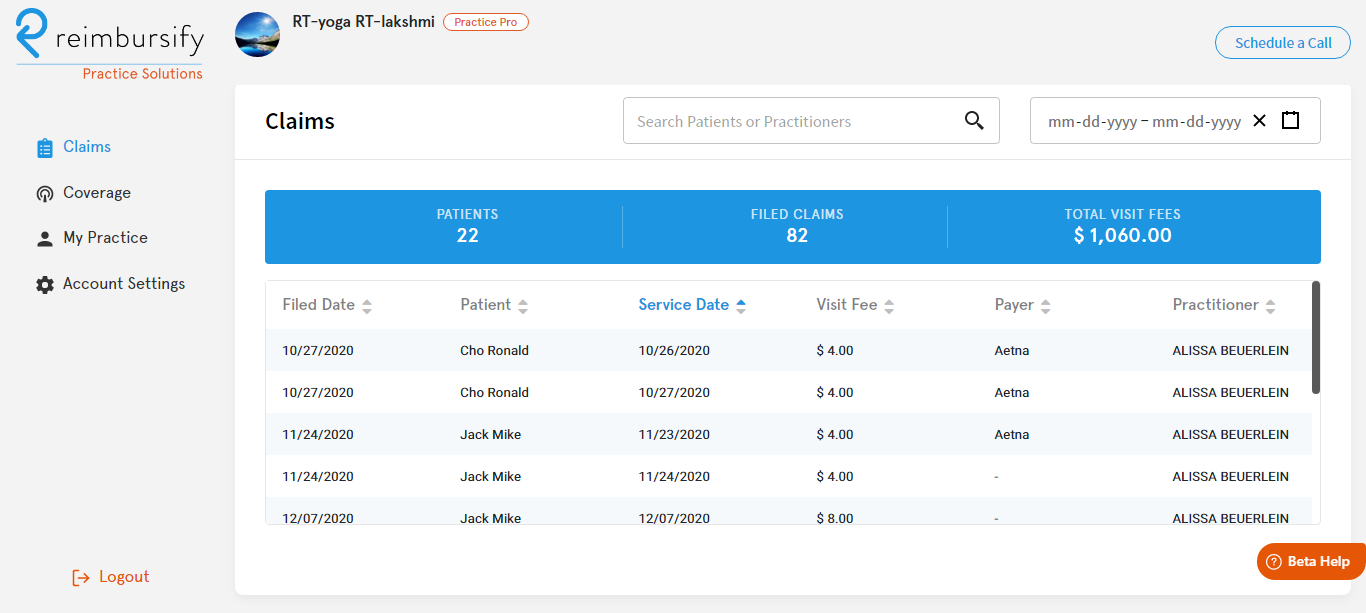 reimbursify
Practice Solutions
RT-yoga RT-lakshmi Practice Pro
Schedule a Call
Claims
Coverage
My Practice
Account Settings
Logout
Claims
Search Patients or Practitioners
mm-dd-yyyy – mm-dd-yyyy
PATIENTS FILED CLAIMS TOTAL VISIT FEES
22 82 $ 1,060.00
Filed Date Patient Service Date Visit Fee Payer Practitioner
10/27/2020 Cho Ronald 10/26/2020 $ 4.00 Aetna ALISSA BEUERLEIN
10/27/2020 Cho Ronald 10/27/2020 $ 4.00 Aetna ALISSA BEUERLEIN
11/24/2020 Jack Mike 11/23/2020 $ 4.00 Aetna ALISSA BEUERLEIN
11/24/2020 Jack Mike 11/24/2020 $ 4.00 - ALISSA BEUERLEIN
12/07/2020 Jack Mike 12/07/2020 $ 8.00 - ALISSA BEUERLEIN
? Beta Help